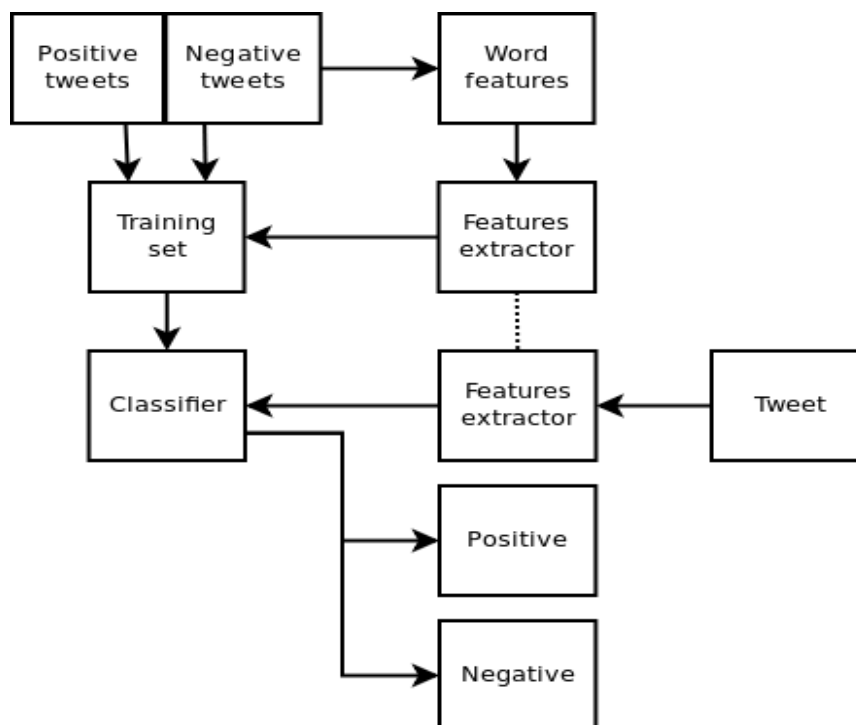 Positive
tweets
Negative
tweets
Word
features
Training
set
Features
extractor
Classifier
Features
extractor
Tweet
Positive
Negative